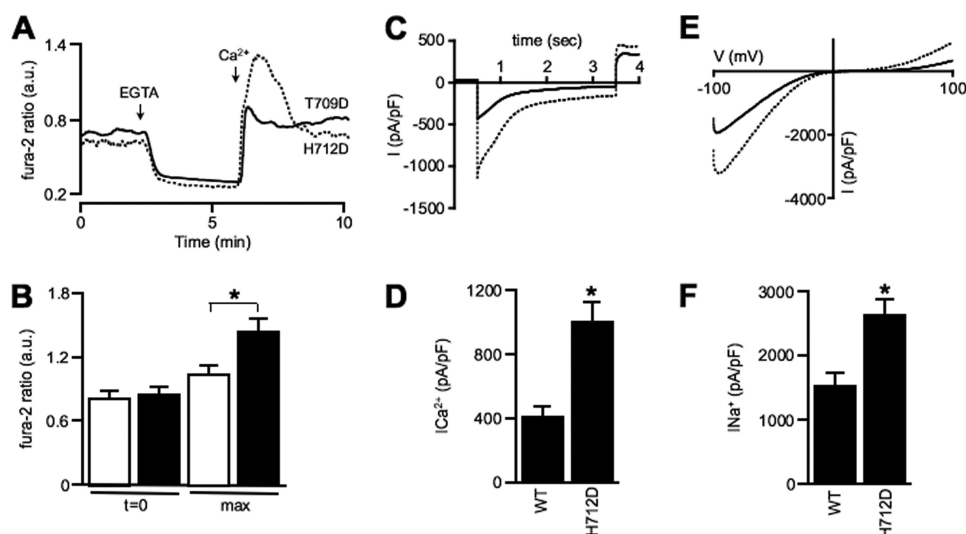 A
fura-2 ratio (a.u.)
1.4
0.8
0.2
EGTA
Ca²⁺
T709D
H712D
0
5
10
Time (min)
C
I (pA/pF)
500
0
-500
-1000
-1500
time (sec)
1
2
3
4
E
V (mV)
-100
100
-2000
-4000
I (pA/pF)
B
fura-2 ratio (a.u.)
1.8
1.2
0.6
0
*
t=0
max
D
ICa²⁺ (pA/pF)
1200
800
400
0
*
WT
H712D
F
INa⁺ (pA/pF)
3000
2000
1000
0
*
WT
H712D